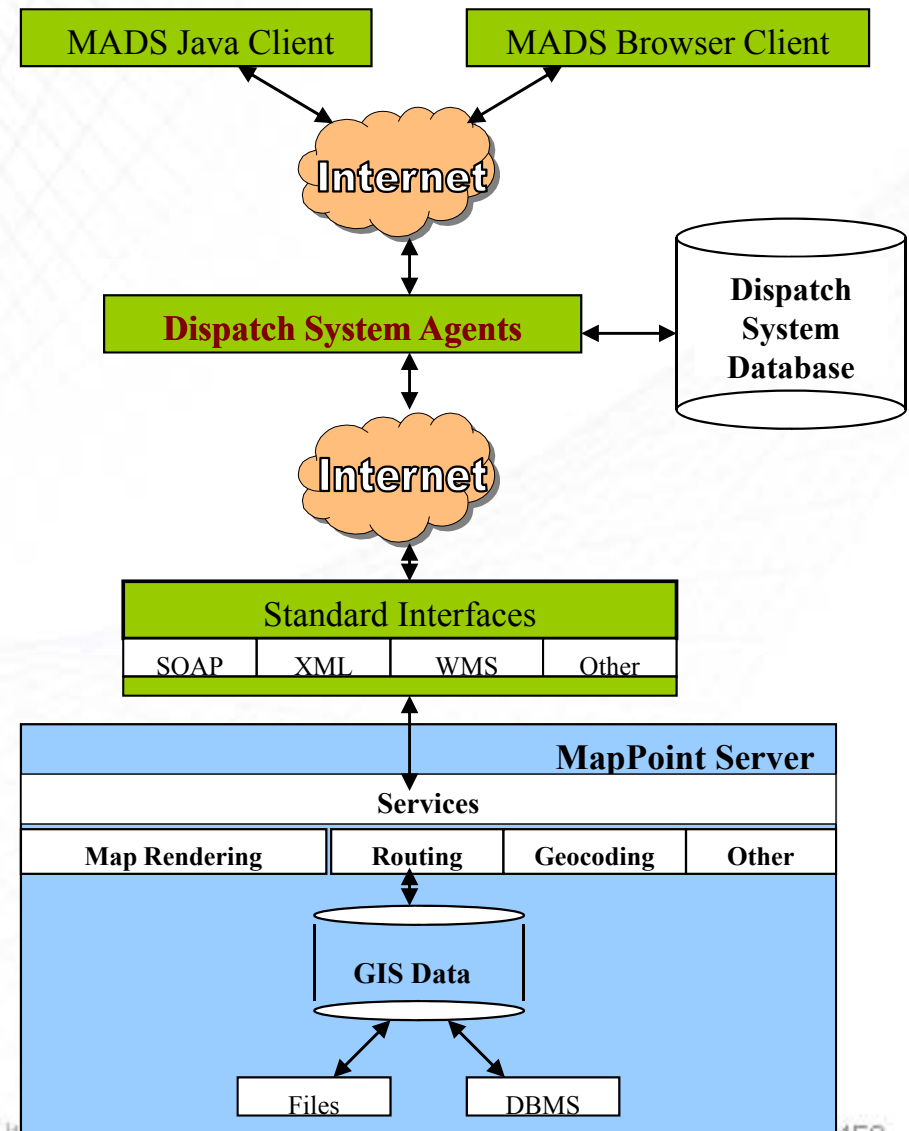 MADS Java Client
MADS Browser Client
Internet
Dispatch System Agents
Dispatch
System
Database
Internet
Standard Interfaces
SOAP
XML
WMS
Other
MapPoint Server
Services
Map Rendering
Routing
Geocoding
Other
GIS Data
Files
DBMS